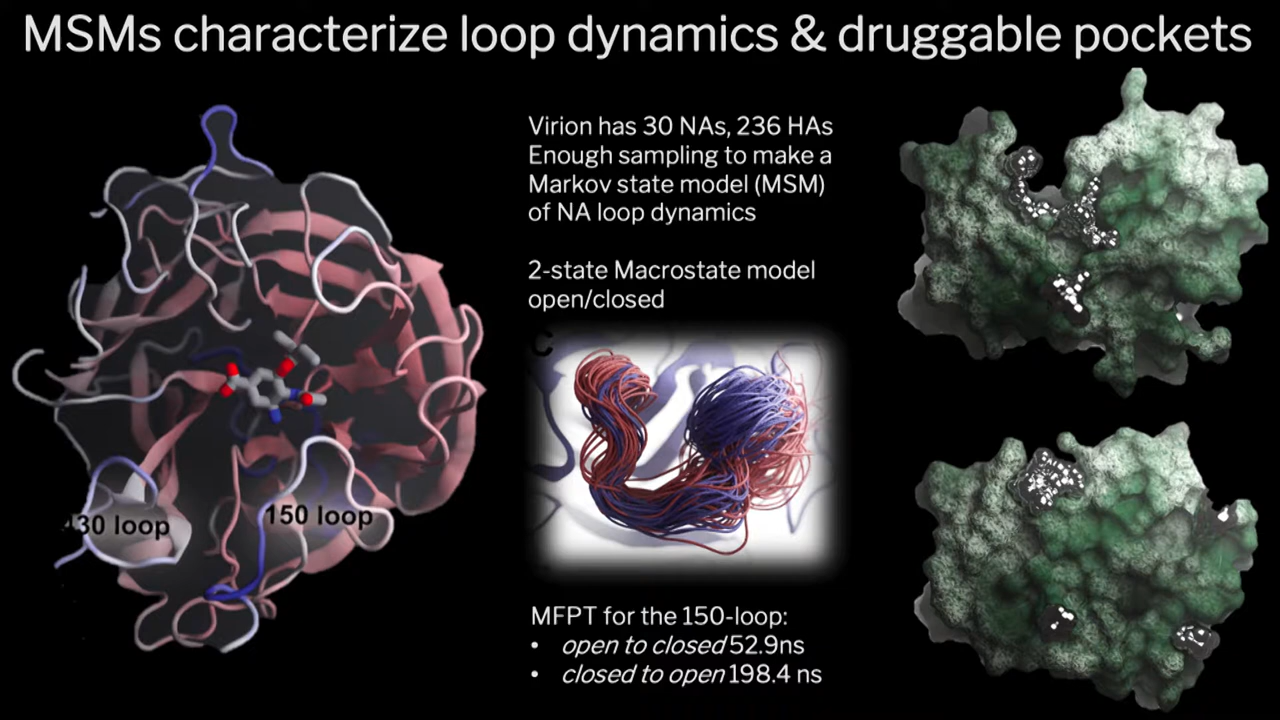 MSMs characterize loop dynamics & druggable pockets
Virion has 30 NAs, 236 HAs
Enough sampling to make a
Markov state model (MSM)
of NA loop dynamics
2-state Macrostate model
open/closed
C
430 loop
150 loop
MFPT for the 150-loop:
• open to closed 52.9ns
• closed to open 198.4 ns